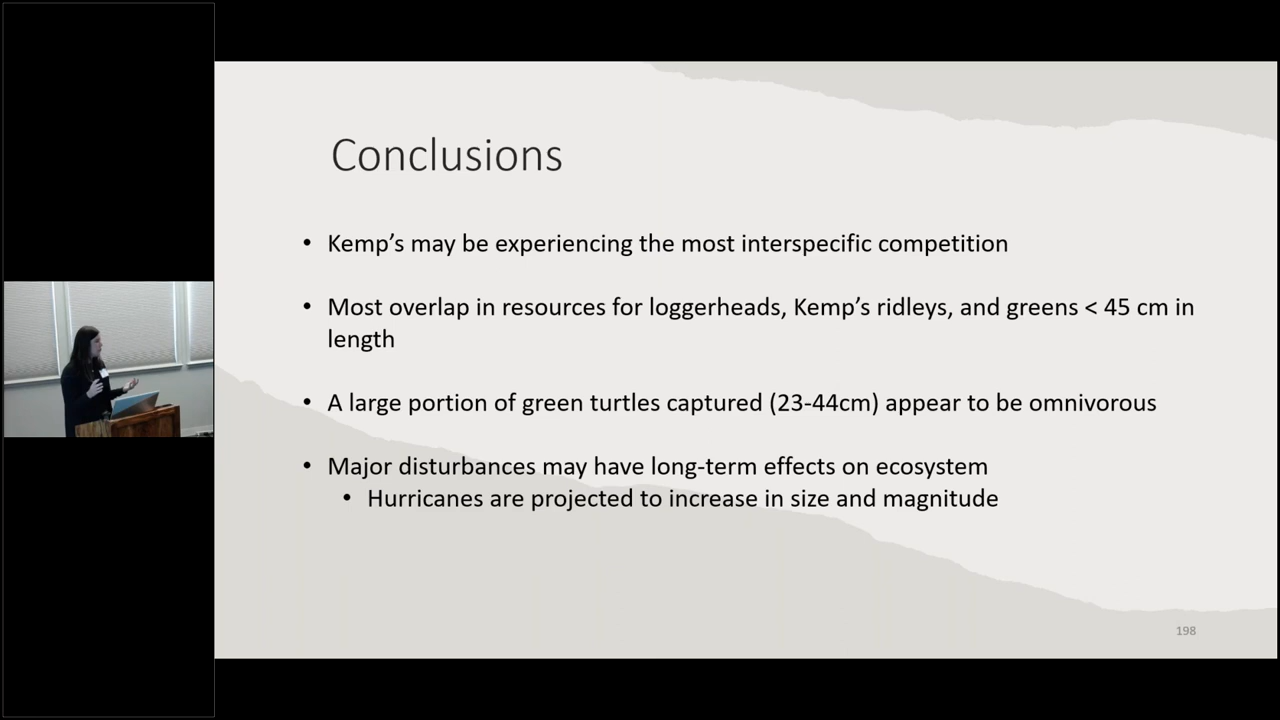 Conclusions
• Kemp’s may be experiencing the most interspecific competition
• Most overlap in resources for loggerheads, Kemp’s ridleys, and greens < 45 cm in
length
• A large portion of green turtles captured (23-44cm) appear to be omnivorous
• Major disturbances may have long-term effects on ecosystem
• Hurricanes are projected to increase in size and magnitude
198